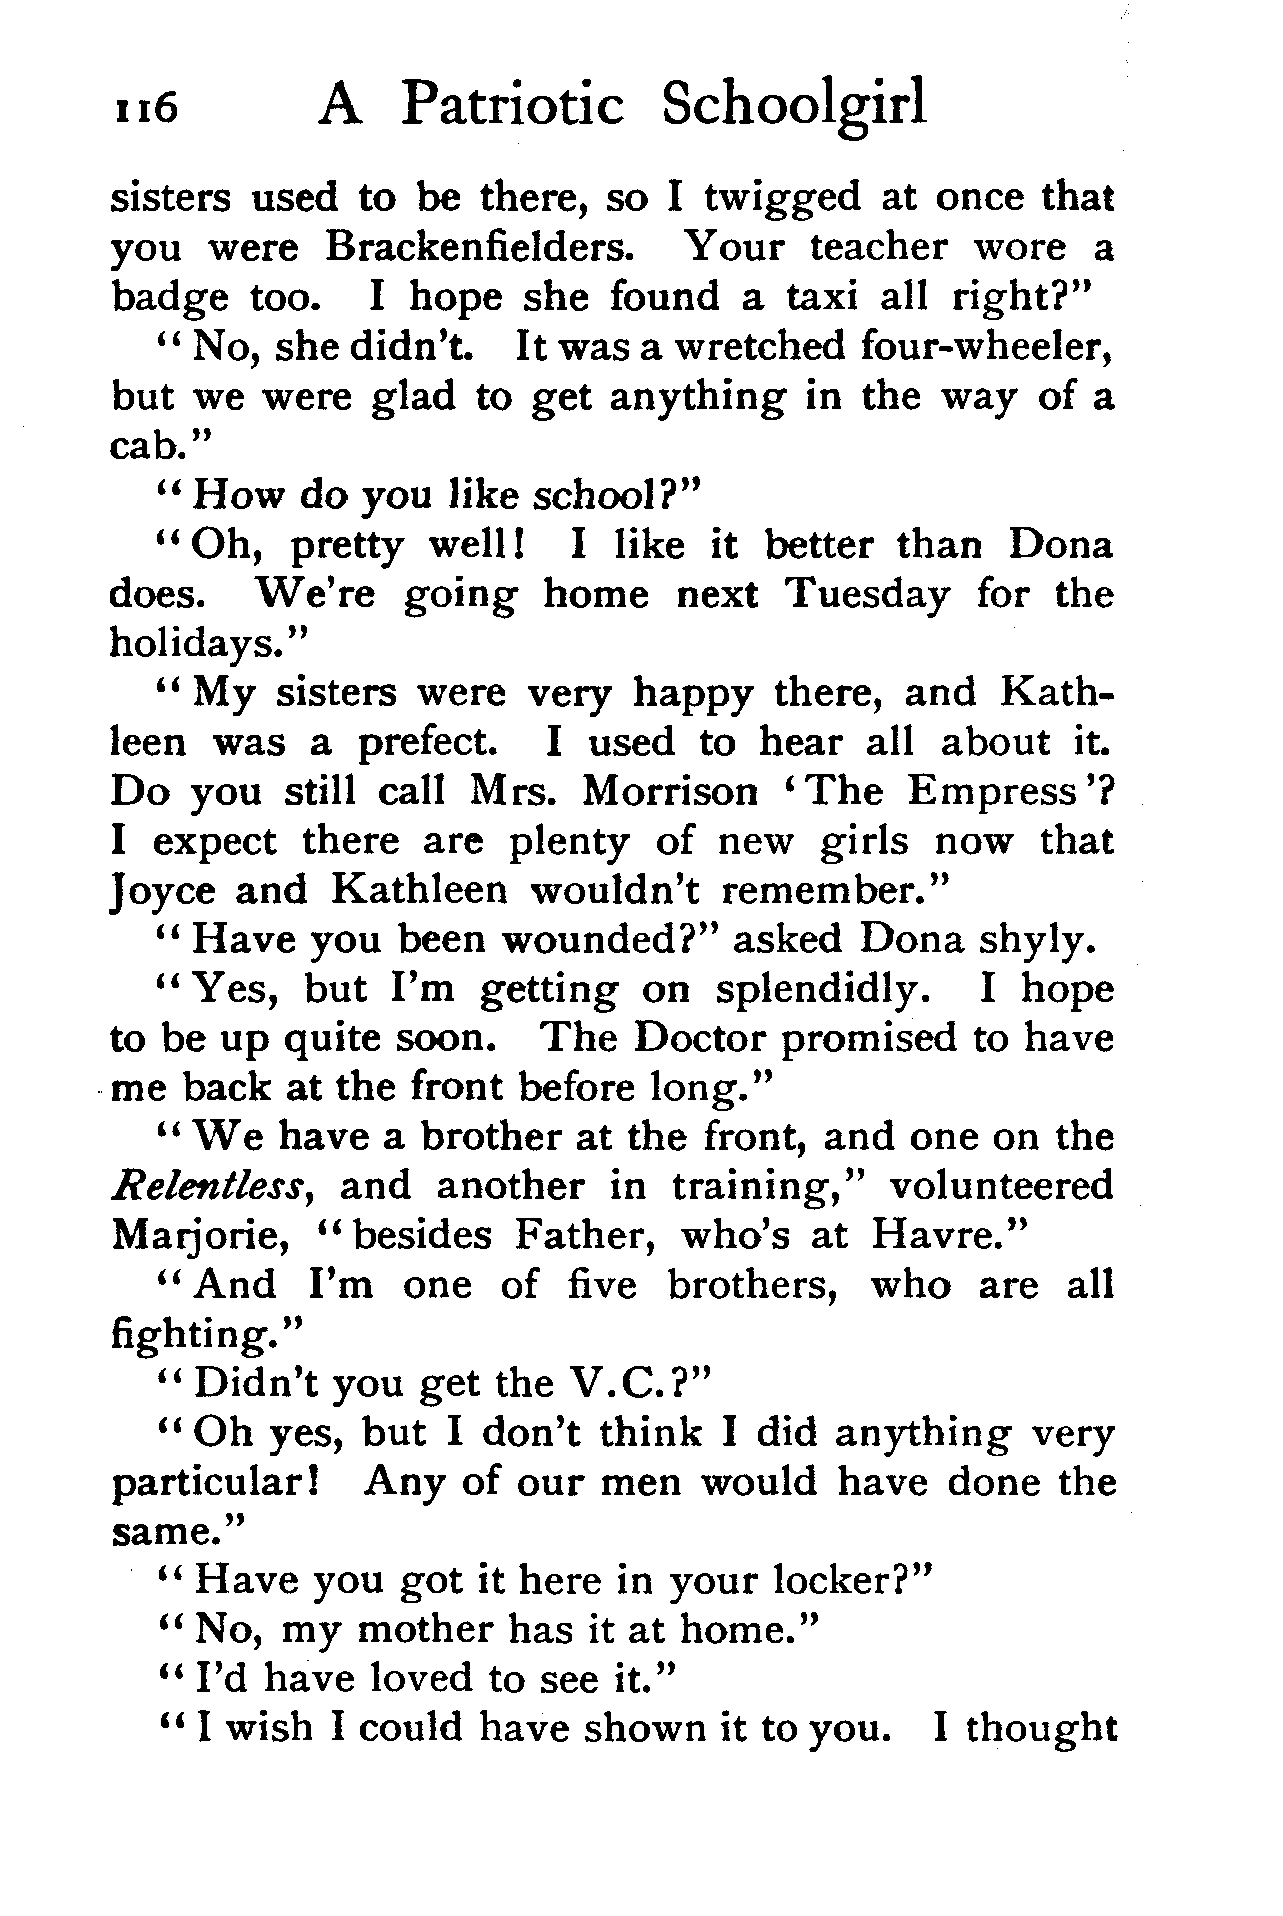 116 A Patriotic Schoolgirl
sisters used to be there, so I twigged at once that
you were Brackenfielders. Your teacher wore a
badge too. I hope she found a taxi all right?"
"No, she didn't. It was a wretched four-wheeler,
but we were glad to get anything in the way of a
cab."
"How do you like school?"
"Oh, pretty well! I like it better than Dona
does. We're going home next Tuesday for the
holidays."
"My sisters were very happy there, and Kath-
leen was a prefect. I used to hear all about it.
Do you still call Mrs. Morrison 'The Empress'?
I expect there are plenty of new girls now that
Joyce and Kathleen wouldn't remember."
"Have you been wounded?" asked Dona shyly.
"Yes, but I'm getting on splendidly. I hope
to be up quite soon. The Doctor promised to have
me back at the front before long."
"We have a brother at the front, and one on the
Relentless, and another in training," volunteered
Marjorie, "besides Father, who's at Havre."
"And I'm one of five brothers, who are all
fighting."
"Didn't you get the V.C.?"
"Oh yes, but I don't think I did anything very
particular! Any of our men would have done the
same."
"Have you got it here in your locker?"
"No, my mother has it at home."
"I'd have loved to see it."
"I wish I could have shown it to you. I thought